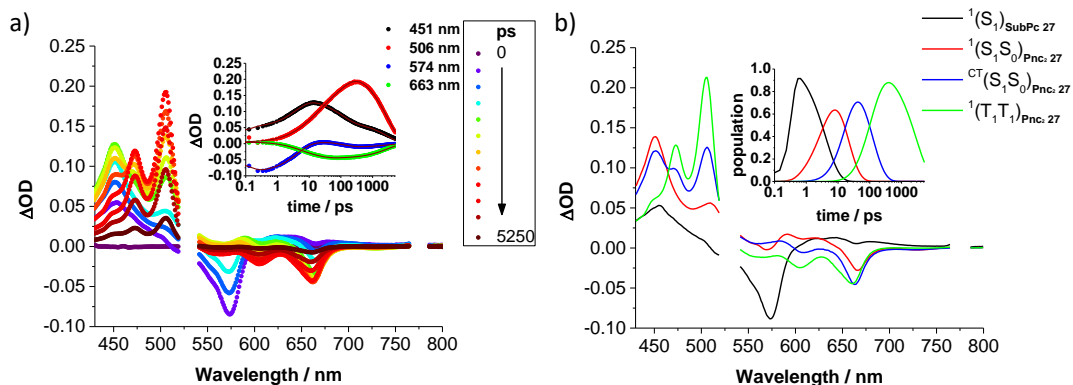 a)
0.25
0.20
0.15
0.10
0.05
0.00
-0.05
-0.10
ΔOD
450 500 550 600 650 700 750 800
Wavelength / nm
0.25
0.20
0.15
0.10
0.05
0.00
-0.05
-0.10
ΔOD
0.1 1 10 100 1000
time / ps
451 nm
506 nm
574 nm
663 nm
ps
0
5250
b)
0.25
0.20
0.15
0.10
0.05
0.00
-0.05
-0.10
ΔOD
450 500 550 600 650 700 750 800
Wavelength / nm
1.0
0.8
0.6
0.4
0.2
0.0
population
0.1 1 10 100 1000
time / ps
¹(S₁)SubPc 27
¹(S₁S₀)Pnc₂ 27
CT(S₁S₀)Pnc₂ 27
¹(T₁T₁)Pnc₂ 27